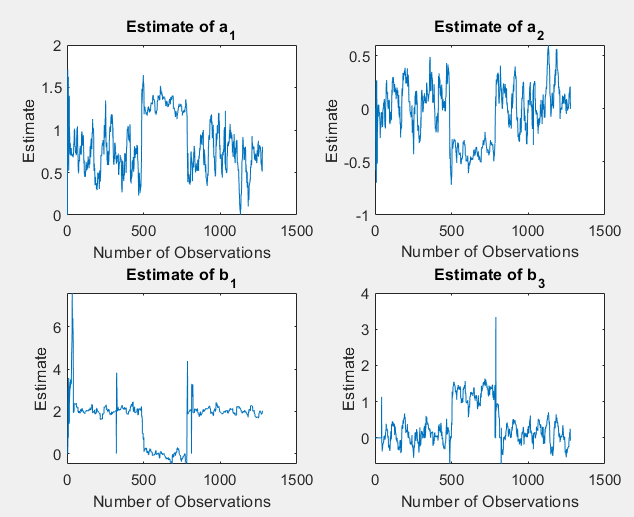 Estimate of a1
Estimate
2
1.5
1
0.5
0
0 500 1000 1500
Number of Observations
Estimate of a2
Estimate
0.5
0
-0.5
-1
0 500 1000 1500
Number of Observations
Estimate of b1
Estimate
6
4
2
0
0 500 1000 1500
Number of Observations
Estimate of b3
Estimate
4
3
2
1
0
0 500 1000 1500
Number of Observations